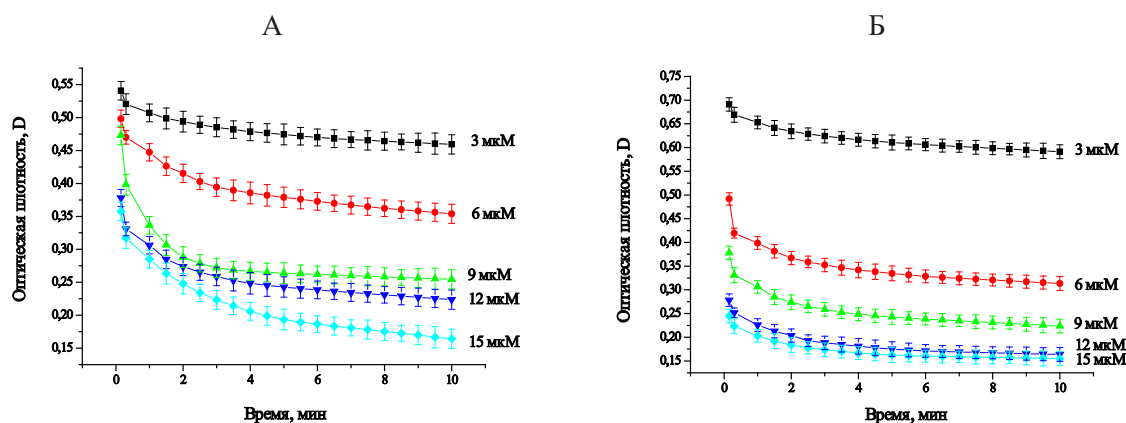 А
Оптическая плотность, D
0,55
0,50
0,45
0,40
0,35
0,30
0,25
0,20
0,15
3 мкМ
6 мкМ
9 мкМ
12 мкМ
15 мкМ
0 2 4 6 8 10
Время, мин
Б
Оптическая плотность, D
0,75
0,70
0,65
0,60
0,55
0,50
0,45
0,40
0,35
0,30
0,25
0,20
0,15
3 мкМ
6 мкМ
9 мкМ
12 мкМ
15 мкМ
0 2 4 6 8 10
Время, мин